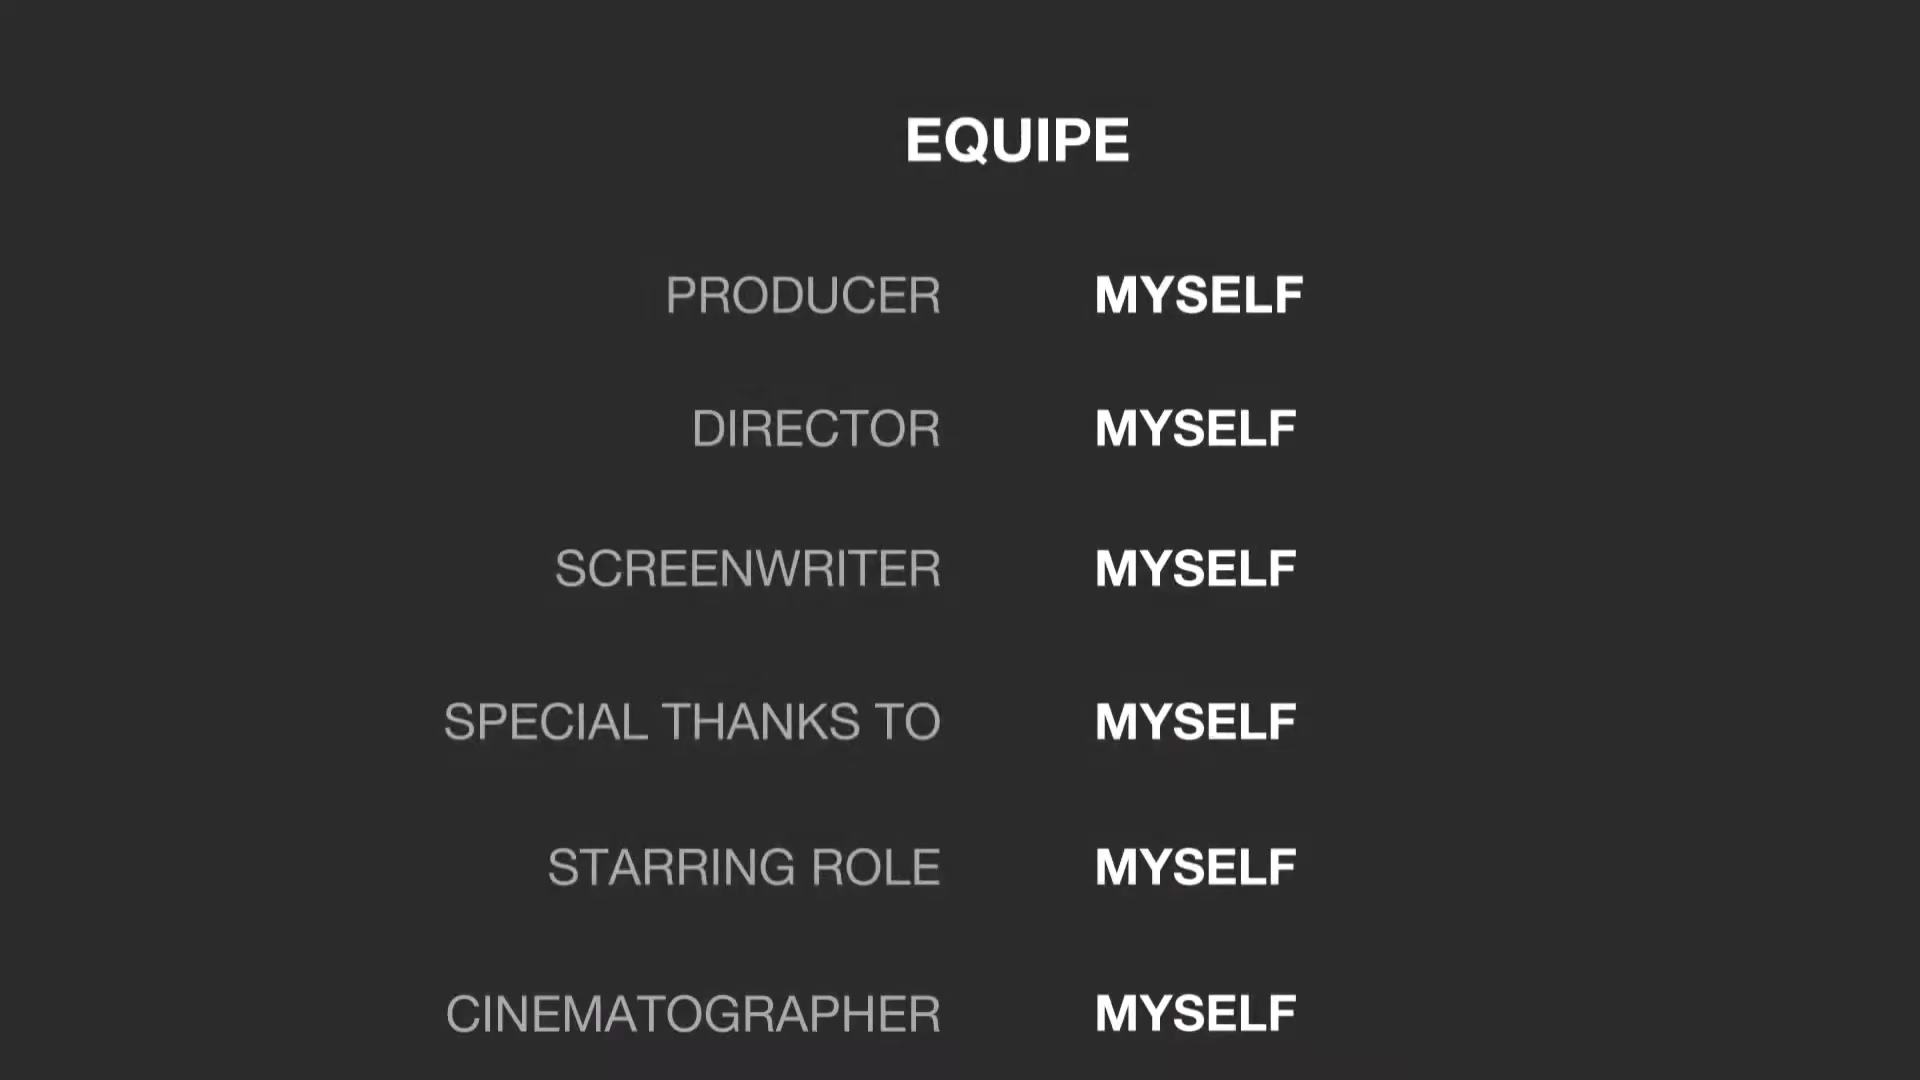 EQUIPE
PRODUCER MYSELF
DIRECTOR MYSELF
SCREENWRITER MYSELF
SPECIAL THANKS TO MYSELF
STARRING ROLE MYSELF
CINEMATOGRAPHER MYSELF